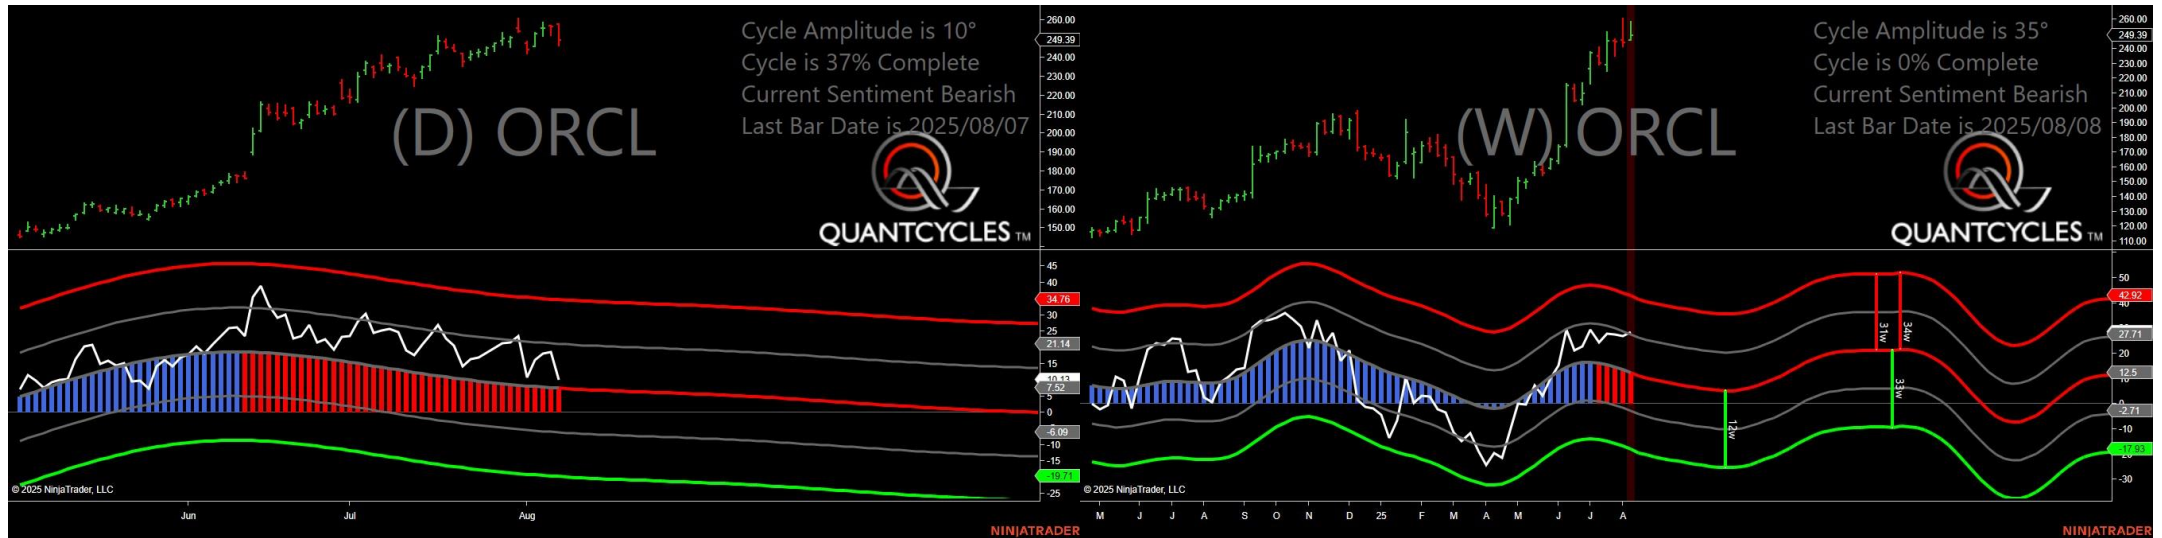 Cycle Amplitude is 10°
Cycle is 37% Complete
Current Sentiment Bearish
Last Bar Date is 2025/08/07
(D) ORCL
QUANTCYCLES TM
260.00
249.39
240.00
230.00
220.00
210.00
200.00
190.00
180.00
170.00
160.00
150.00
45
40
34.76
30
25
21.14
15
10.13
7.52
5
0
-6.09
-10
-15
-19.71
-25
© 2025 NinjaTrader, LLC
Jun Jul Aug
NINJATRADER
Cycle Amplitude is 35°
Cycle is 0% Complete
Current Sentiment Bearish
Last Bar Date is 2025/08/08
(W) ORCL
QUANTCYCLES TM
260.00
249.39
240.00
230.00
220.00
210.00
200.00
190.00
180.00
170.00
160.00
150.00
140.00
130.00
120.00
110.00
50
42.92
40
27.71
20
12.5
10
0
-2.71
-10
-17.93
-30
12w
31w
34w
33w
© 2025 NinjaTrader, LLC
M J J A S O N D 25 F M A M J J A
NINJATRADER